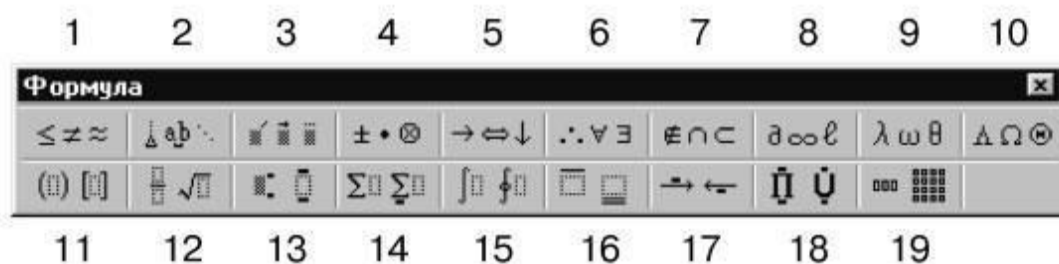 1 2 3 4 5 6 7 8 9 10
Формула
≤ ≠ ≈ a͟b ⋱ ± • ⊗ → ⇔ ↓ ∴ ∀ ∃ ∉ ∩ ⊂ ∂ ∞ ℓ λ ω θ Λ Ω Θ
(⬚) [⬚] √⬚ Σ⬚ Σ⬚ ∫⬚ ∮⬚ → ← Π U
11 12 13 14 15 16 17 18 19